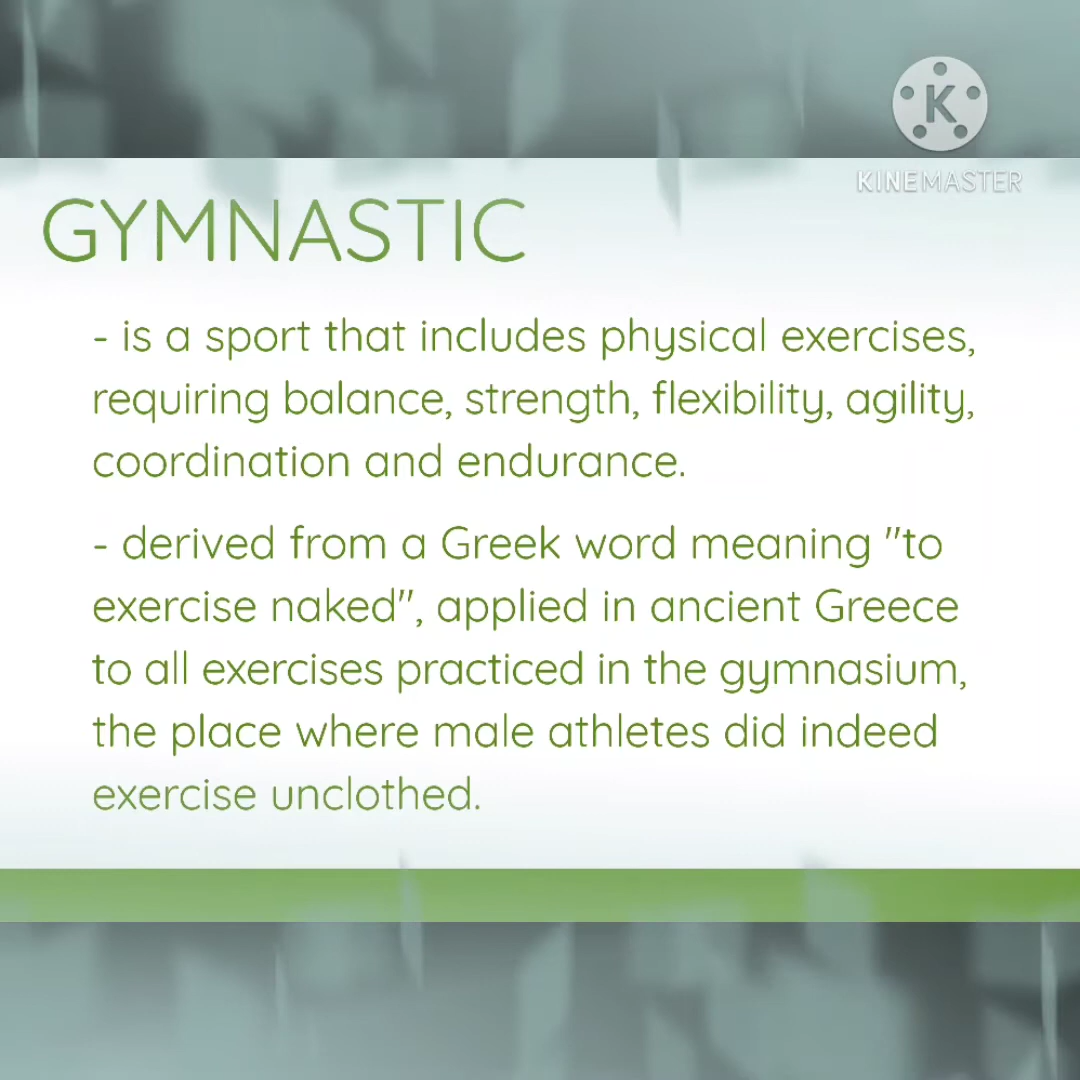 K
KINEMASTER
GYMNASTIC
- is a sport that includes physical exercises,
requiring balance, strength, flexibility, agility,
coordination and endurance.
- derived from a Greek word meaning "to
exercise naked", applied in ancient Greece
to all exercises practiced in the gymnasium,
the place where male athletes did indeed
exercise unclothed.